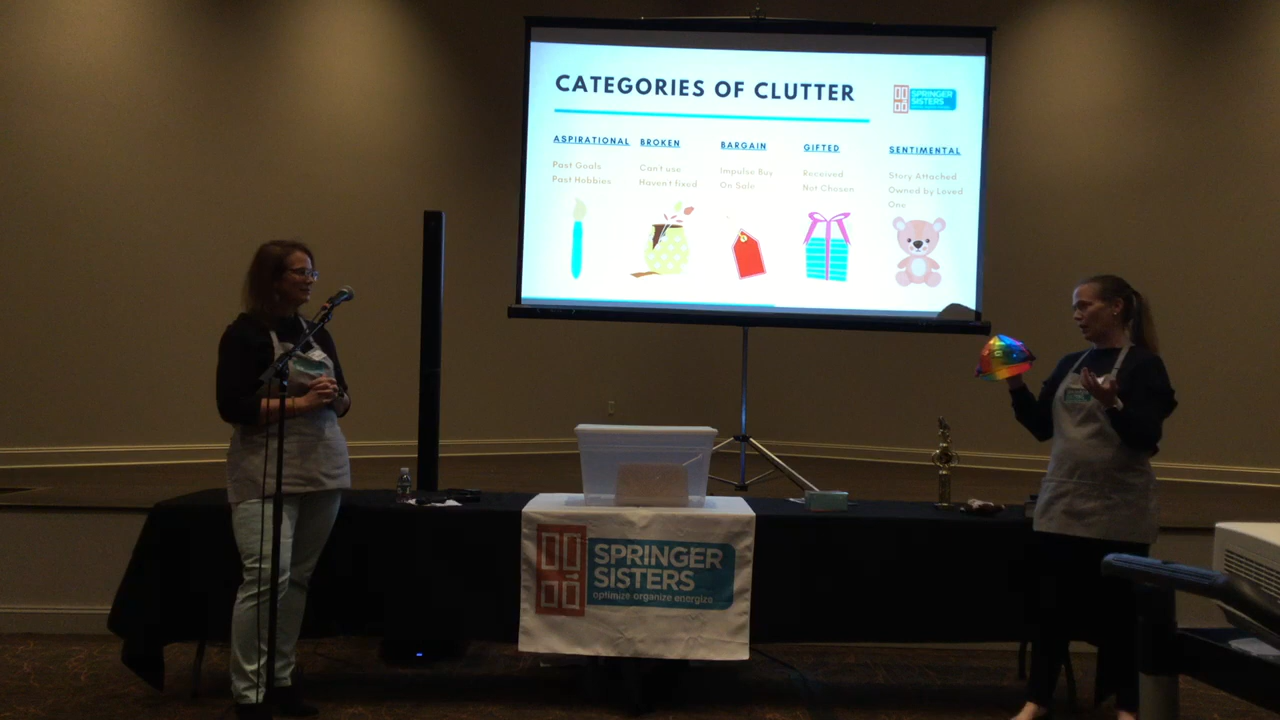 CATEGORIES OF CLUTTER
SPRINGER
SISTERS
ASPIRATIONAL
Past Goals
Past Hobbies
BROKEN
Can't use
Haven't fixed
BARGAIN
Impulse Buy
On Sale
GIFTED
Received
Not Chosen
SENTIMENTAL
Story Attached
Owned by Loved
One
SPRINGER
SISTERS
optimize organize energize